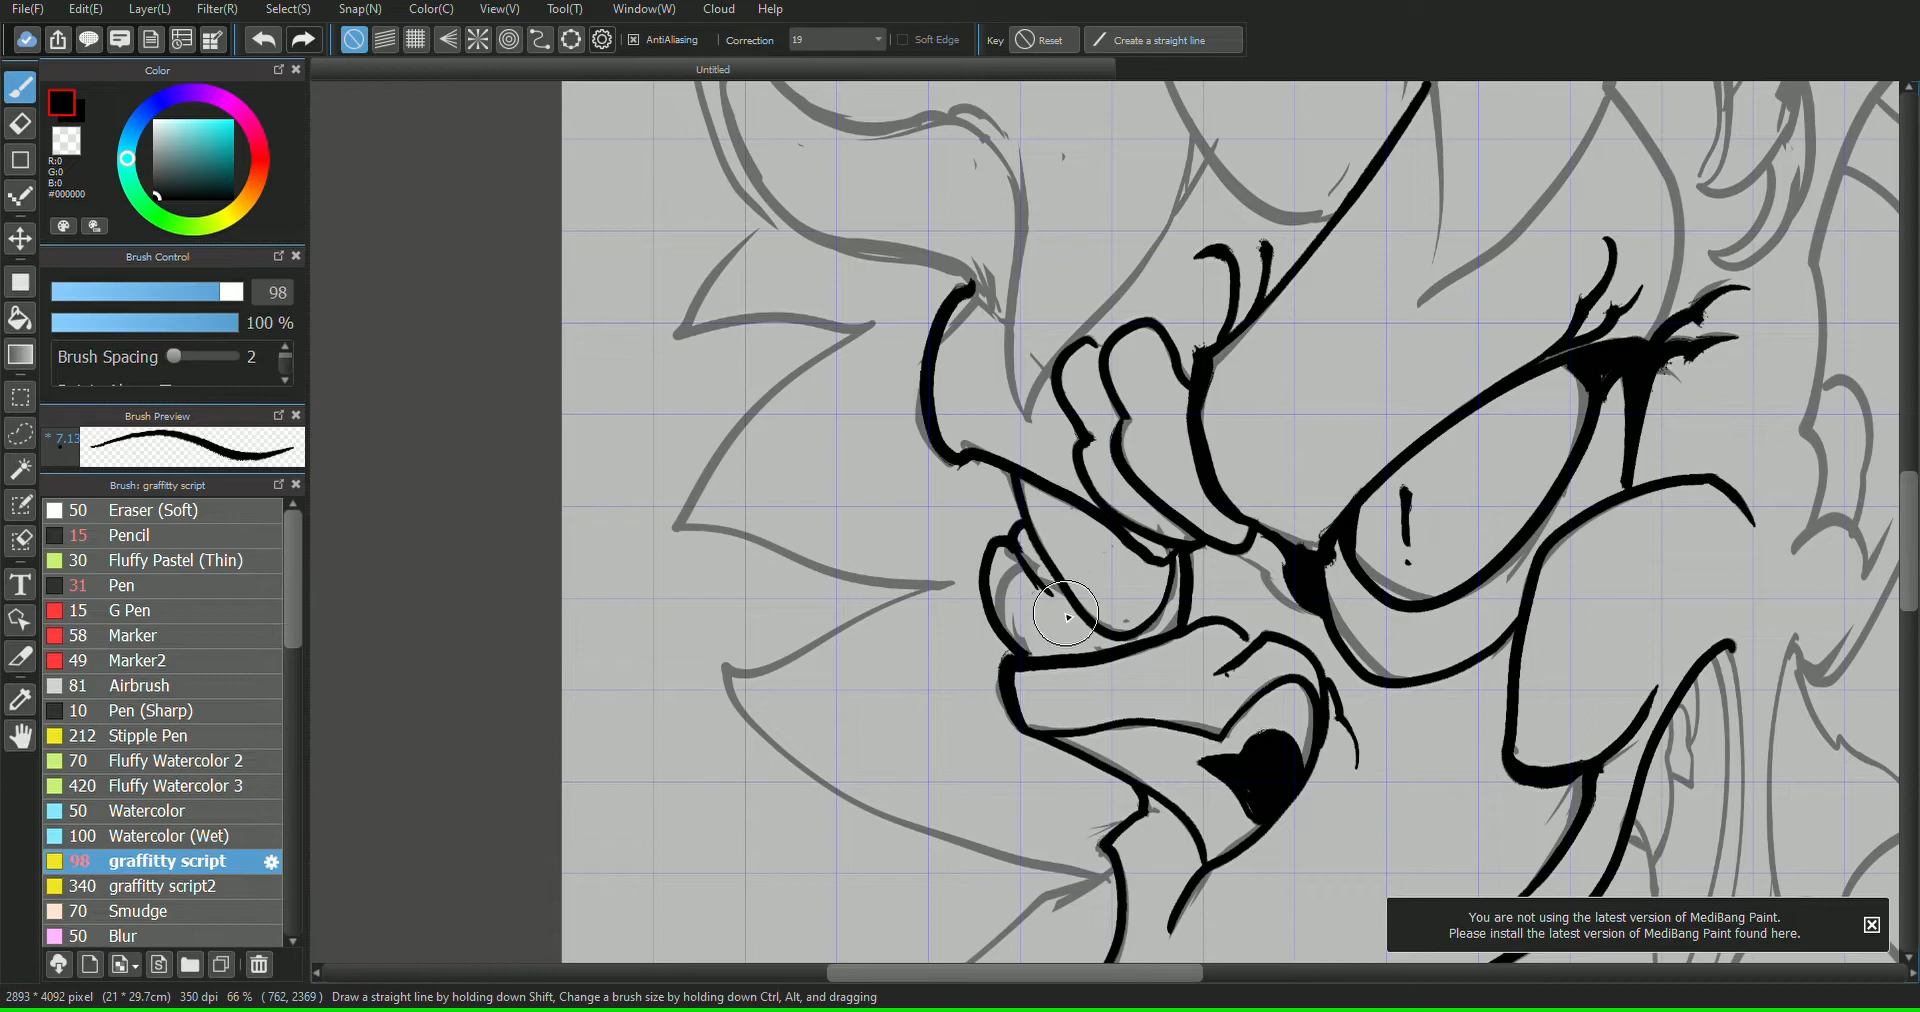 File(F) Edit(E) Layer(L) Filter(R) Select(S) Snap(N) Color(C) View(V) Tool(T) Window(W) Cloud Help
AntiAliasing Correction 19 Soft Edge Key Reset Create a straight line
Color
Untitled
R:0
G:0
B:0
#000000
Brush Control
98
100 %
Brush Spacing 2
Brush Preview
* 7.13
Brush: graffitty script
50 Eraser (Soft)
15 Pencil
30 Fluffy Pastel (Thin)
31 Pen
15 G Pen
58 Marker
49 Marker2
81 Airbrush
10 Pen (Sharp)
212 Stipple Pen
70 Fluffy Watercolor 2
420 Fluffy Watercolor 3
50 Watercolor
100 Watercolor (Wet)
98 graffitty script
340 graffitty script2
70 Smudge
50 Blur
You are not using the latest version of MediBang Paint.
Please install the latest version of MediBang Paint found here.
2893 * 4092 pixel (21 * 29.7cm) 350 dpi 66 % ( 762, 2369 ) Draw a straight line by holding down Shift, Change a brush size by holding down Ctrl, Alt, and dragging